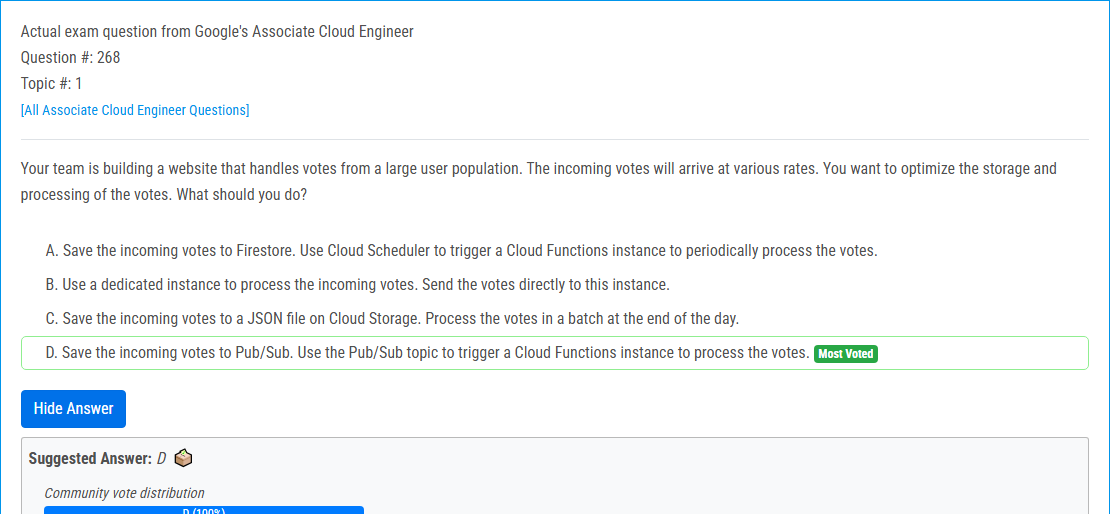 Actual exam question from Google's Associate Cloud Engineer
Question #: 268
Topic #: 1
[All Associate Cloud Engineer Questions]
Your team is building a website that handles votes from a large user population. The incoming votes will arrive at various rates. You want to optimize the storage and
processing of the votes. What should you do?
A. Save the incoming votes to Firestore. Use Cloud Scheduler to trigger a Cloud Functions instance to periodically process the votes.
B. Use a dedicated instance to process the incoming votes. Send the votes directly to this instance.
C. Save the incoming votes to a JSON file on Cloud Storage. Process the votes in a batch at the end of the day.
D. Save the incoming votes to Pub/Sub. Use the Pub/Sub topic to trigger a Cloud Functions instance to process the votes. Most Voted
Hide Answer
Suggested Answer: D
Community vote distribution
D (100%)